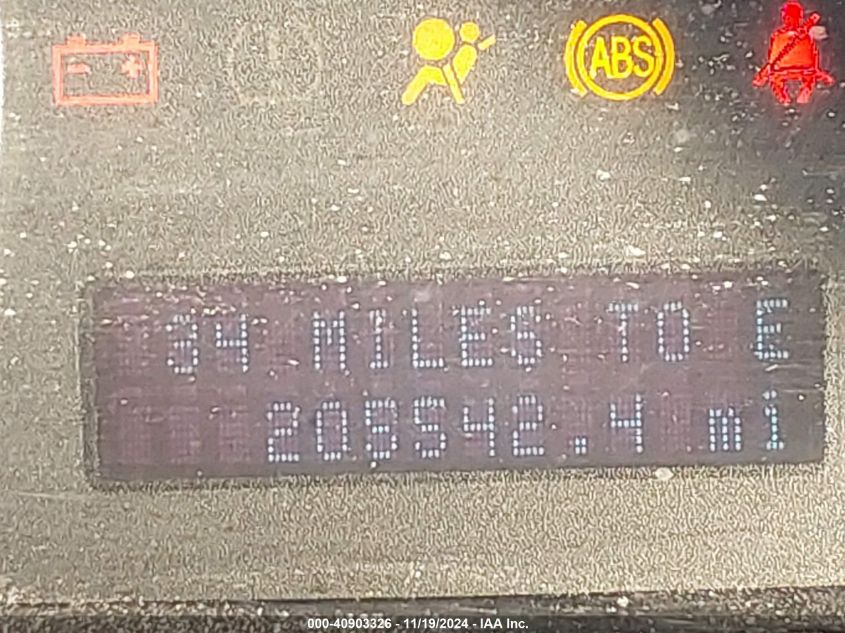 ABS
34 MILES TO E
205542.4 mi
000-40903326 - 11/19/2024 - IAA Inc.